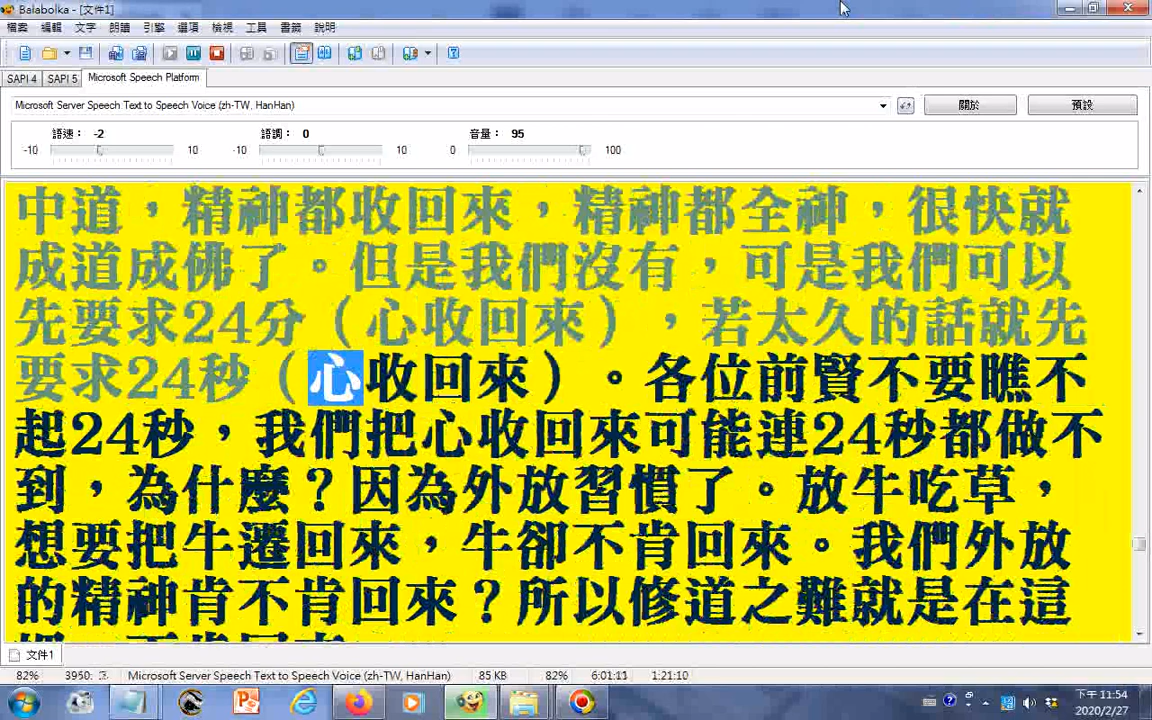 Balabolka - [文件1]
檔案 編輯 文字 朗讀 引擎 選項 檢視 工具 書籤 說明
SAPI 4 SAPI 5 Microsoft Speech Platform
Microsoft Server Speech Text to Speech Voice (zh-TW, HanHan) 關於 預設
語速： -2 語調： 0 音量： 95
-10 10 -10 10 0 100
中道，精神都收回來，精神都全神，很快就
成道成佛了。但是我們沒有，可是我們可以
先要求24分（心收回來），若太久的話就先
要求24秒（心收回來）。各位前賢不要瞧不
起24秒，我們把心收回來可能連24秒都做不
到，為什麼？因為外放習慣了。放牛吃草，
想要把牛遷回來，牛卻不肯回來。我們外放
的精神肯不肯回來？所以修道之難就是在這
文件1
82% 3950: Microsoft Server Speech Text to Speech Voice (zh-TW, HanHan) 85 KB 82% 6:01:11 1:21:10
下午 11:54
2020/2/27